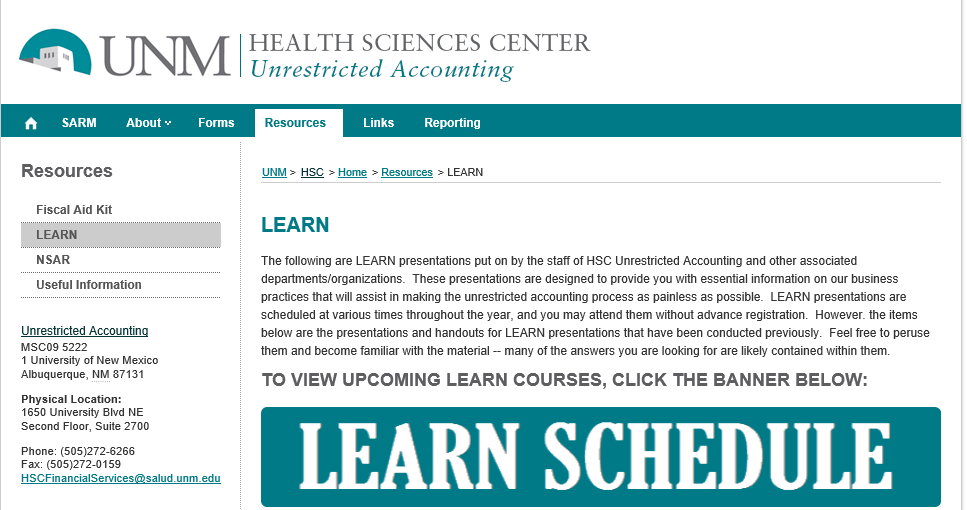 UNM HEALTH SCIENCES CENTER
Unrestricted Accounting
SARM About Forms Resources Links Reporting
Resources
Fiscal Aid Kit
LEARN
NSAR
Useful Information
Unrestricted Accounting
MSC09 5222
1 University of New Mexico
Albuquerque, NM 87131
Physical Location:
1650 University Blvd NE
Second Floor, Suite 2700
Phone: (505)272-6266
Fax: (505)272-0159
HSCFinancialServices@salud.unm.edu
UNM > HSC > Home > Resources > LEARN
LEARN
The following are LEARN presentations put on by the staff of HSC Unrestricted Accounting and other associated
departments/organizations. These presentations are designed to provide you with essential information on our business
practices that will assist in making the unrestricted accounting process as painless as possible. LEARN presentations are
scheduled at various times throughout the year, and you may attend them without advance registration. However. the items
below are the presentations and handouts for LEARN presentations that have been conducted previously. Feel free to peruse
them and become familiar with the material -- many of the answers you are looking for are likely contained within them.
TO VIEW UPCOMING LEARN COURSES, CLICK THE BANNER BELOW:
LEARN SCHEDULE